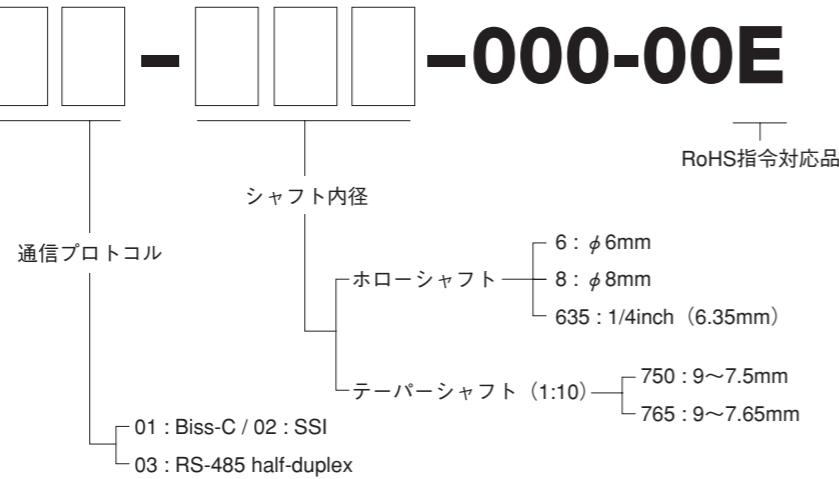 – –000-00E
RoHS指令対応品
シャフト内径
通信プロトコル
6 : φ6mm
ホローシャフト
8 : φ8mm
635 : 1/4inch（6.35mm）
750 : 9～7.5mm
テーパーシャフト（1:10）
765 : 9～7.65mm
01 : Biss-C / 02 : SSI
03 : RS-485 half-duplex